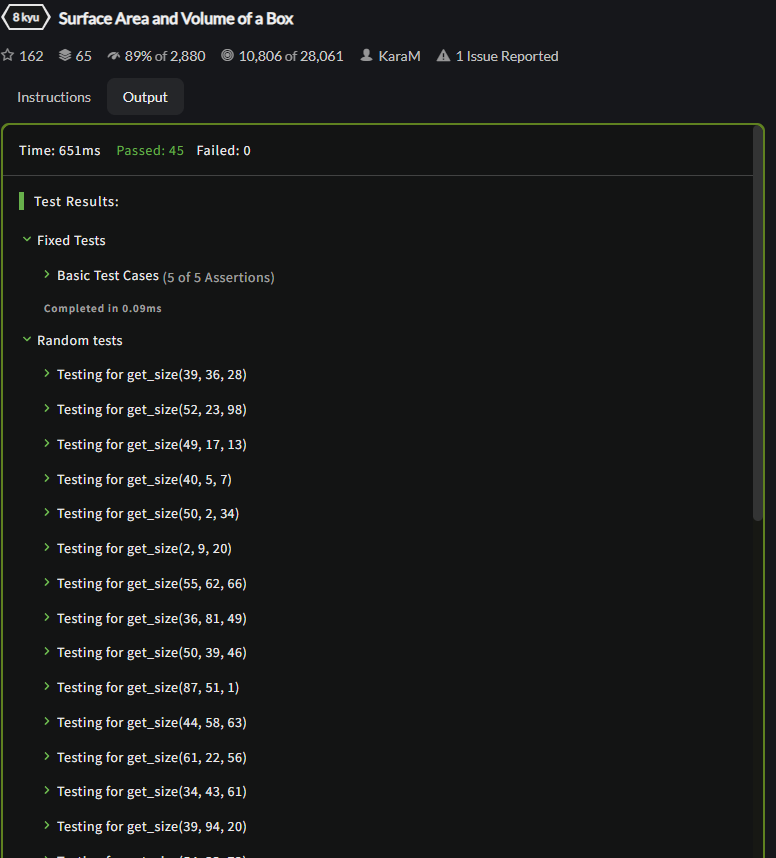 8 kyu Surface Area and Volume of a Box
162 65 89% of 2,880 10,806 of 28,061 KaraM 1 Issue Reported
Instructions Output
Time: 651ms Passed: 45 Failed: 0
Test Results:
Fixed Tests
Basic Test Cases (5 of 5 Assertions)
Completed in 0.09ms
Random tests
Testing for get_size(39, 36, 28)
Testing for get_size(52, 23, 98)
Testing for get_size(49, 17, 13)
Testing for get_size(40, 5, 7)
Testing for get_size(50, 2, 34)
Testing for get_size(2, 9, 20)
Testing for get_size(55, 62, 66)
Testing for get_size(36, 81, 49)
Testing for get_size(50, 39, 46)
Testing for get_size(87, 51, 1)
Testing for get_size(44, 58, 63)
Testing for get_size(61, 22, 56)
Testing for get_size(34, 43, 61)
Testing for get_size(39, 94, 20)